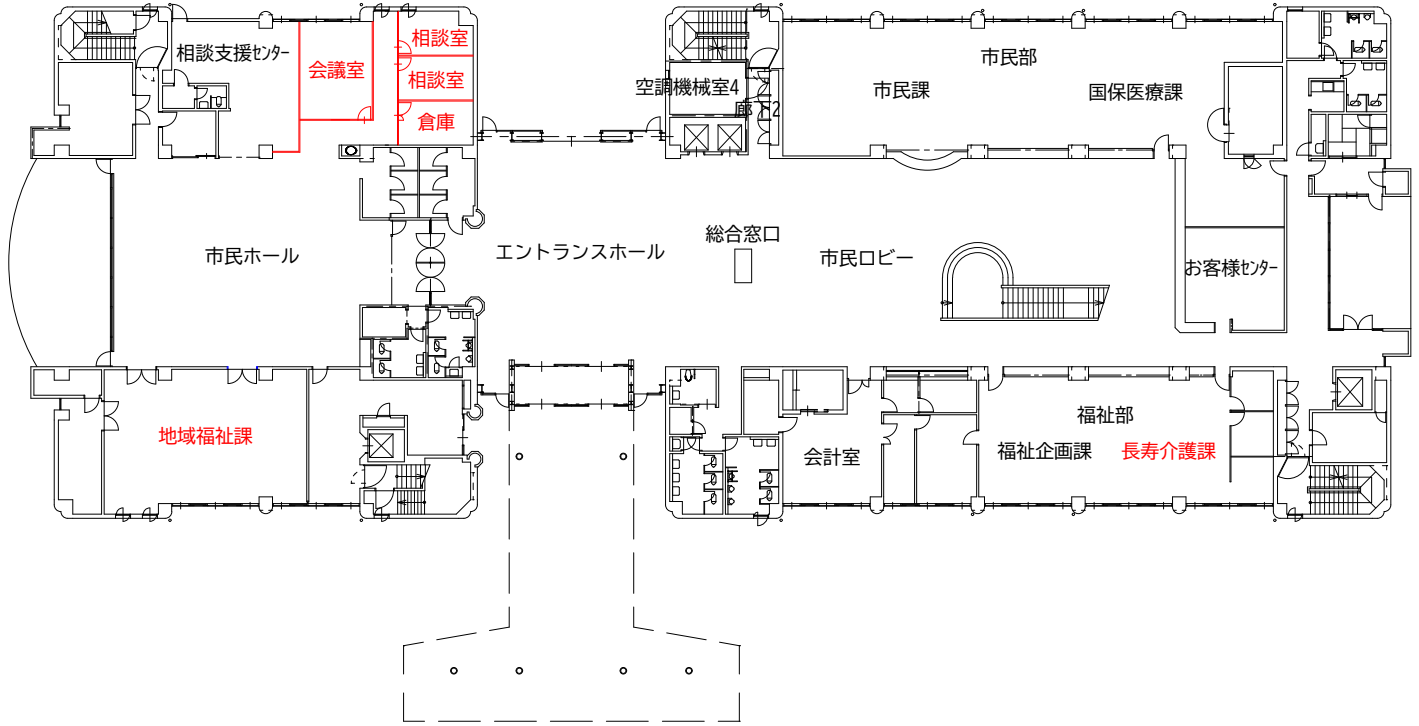 相談支援センター
会議室
相談室
相談室
倉庫
空調機械室4
廊下2
市民部
市民課
国保医療課
市民ホール
エントランスホール
総合窓口
市民ロビー
お客様センター
地域福祉課
会計室
福祉部
福祉企画課
長寿介護課